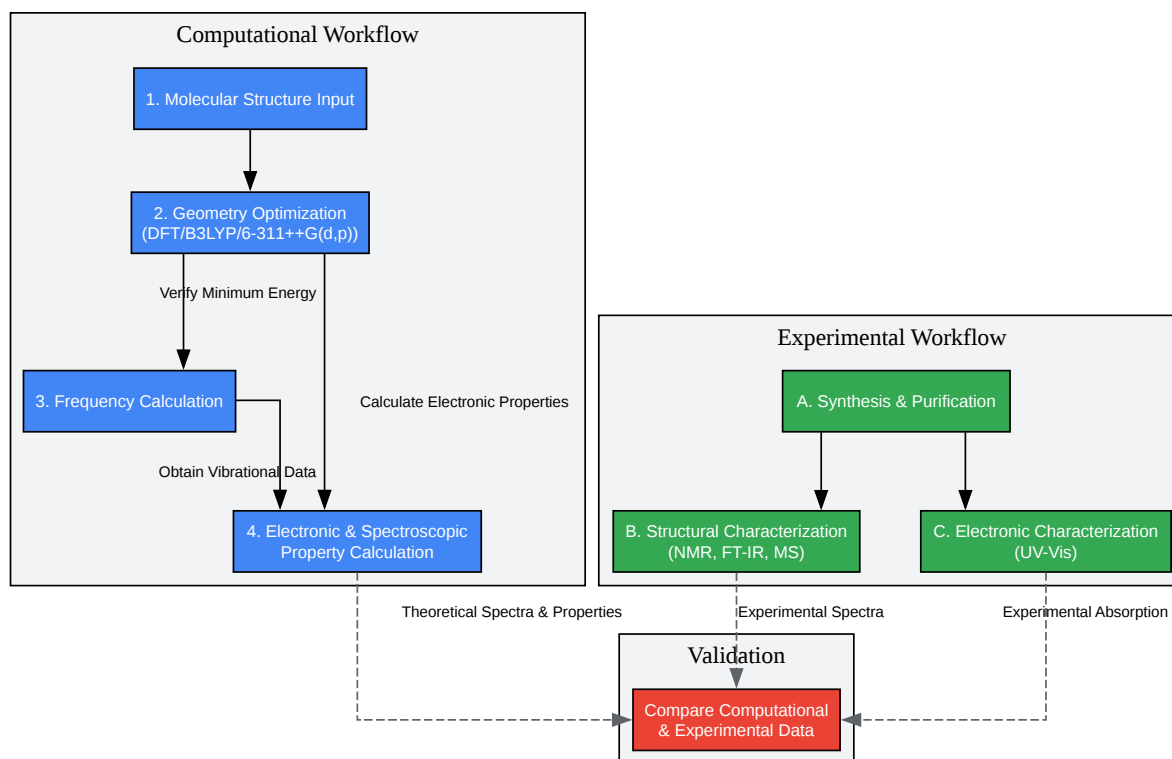 Computational Workflow
1. Molecular Structure Input
2. Geometry Optimization
(DFT/B3LYP/6-311++G(d,p))
Verify Minimum Energy
3. Frequency Calculation
Calculate Electronic Properties
Obtain Vibrational Data
4. Electronic & Spectroscopic
Property Calculation
Experimental Workflow
A. Synthesis & Purification
B. Structural Characterization
(NMR, FT-IR, MS)
C. Electronic Characterization
(UV-Vis)
Theoretical Spectra & Properties
Experimental Spectra
Experimental Absorption
Validation
Compare Computational
& Experimental Data